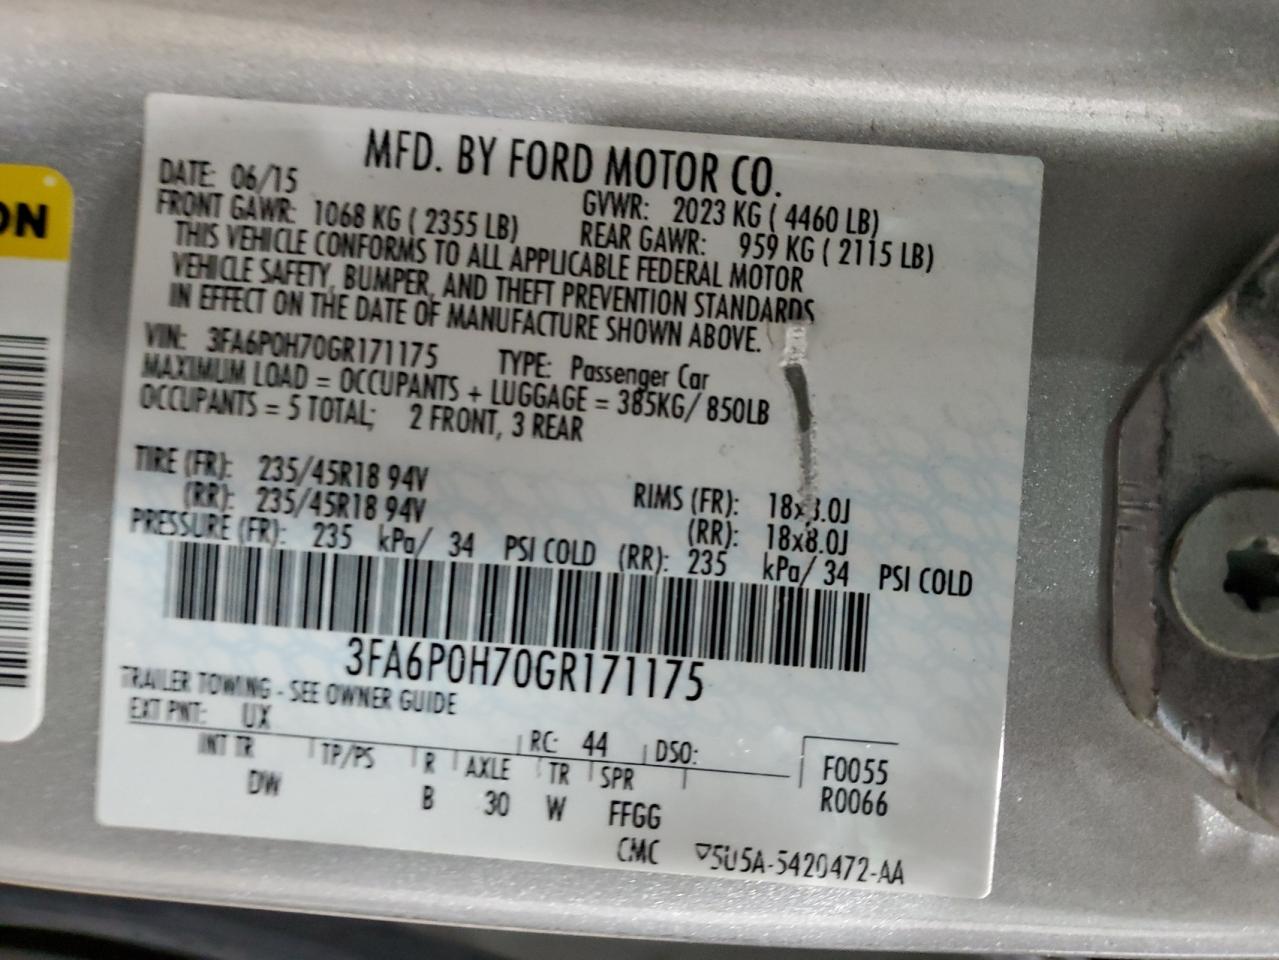 MFD. BY FORD MOTOR CO.
DATE: 06/15 GVWR: 2023 KG ( 4460 LB)
FRONT GAWR: 1068 KG ( 2355 LB) REAR GAWR: 959 KG ( 2115 LB)
THIS VEHICLE CONFORMS TO ALL APPLICABLE FEDERAL MOTOR
VEHICLE SAFETY, BUMPER, AND THEFT PREVENTION STANDARDS
IN EFFECT ON THE DATE OF MANUFACTURE SHOWN ABOVE.
VIN: 3FA6P0H70GR171175 TYPE: Passenger Car
MAXIMUM LOAD = OCCUPANTS + LUGGAGE = 385KG/ 850LB
OCCUPANTS = 5 TOTAL; 2 FRONT, 3 REAR
TIRE (FR): 235/45R18 94V RIMS (FR): 18x8.0J
(RR): 235/45R18 94V (RR): 18x8.0J
PRESSURE (FR): 235 kPa/ 34 PSI COLD (RR): 235 kPa/ 34 PSI COLD
3FA6P0H70GR171175
TRAILER TOWING - SEE OWNER GUIDE
EXT PNT: UX RC: 44 DSO: F0055
INT TR TP/PS R AXLE TR SPR R0066
DW B 30 W FFGG
CMC ▽5U5A-5420472-AA
ON